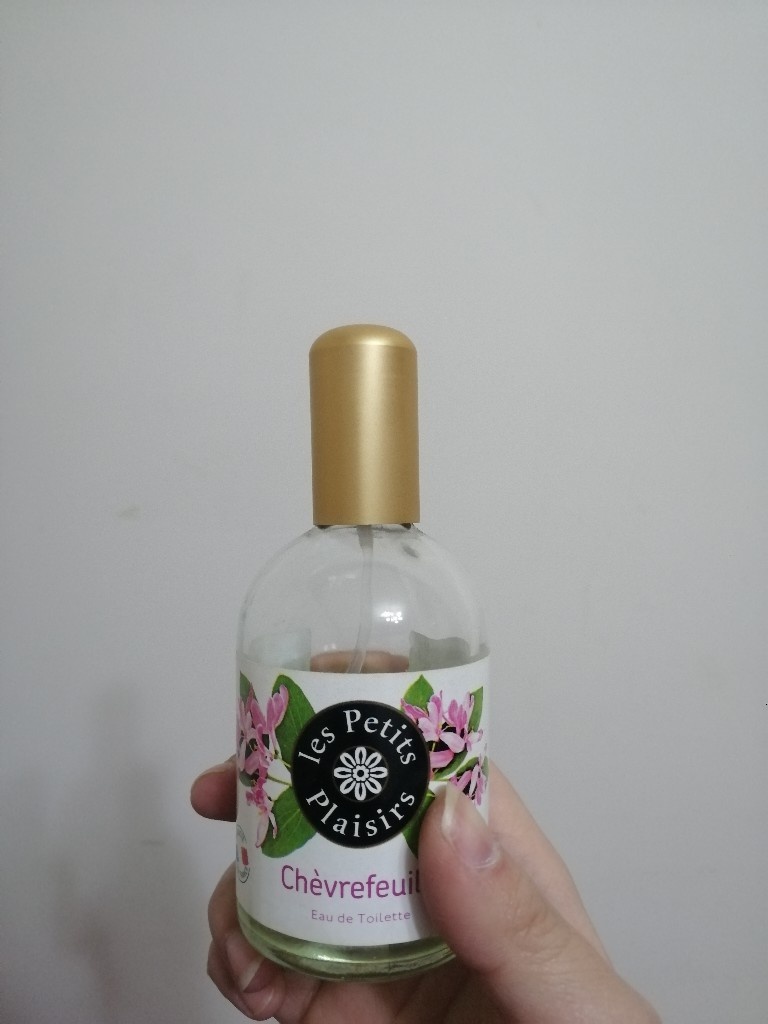 les Petits
Plaisirs
Chèvrefeuil
Eau de Toilette